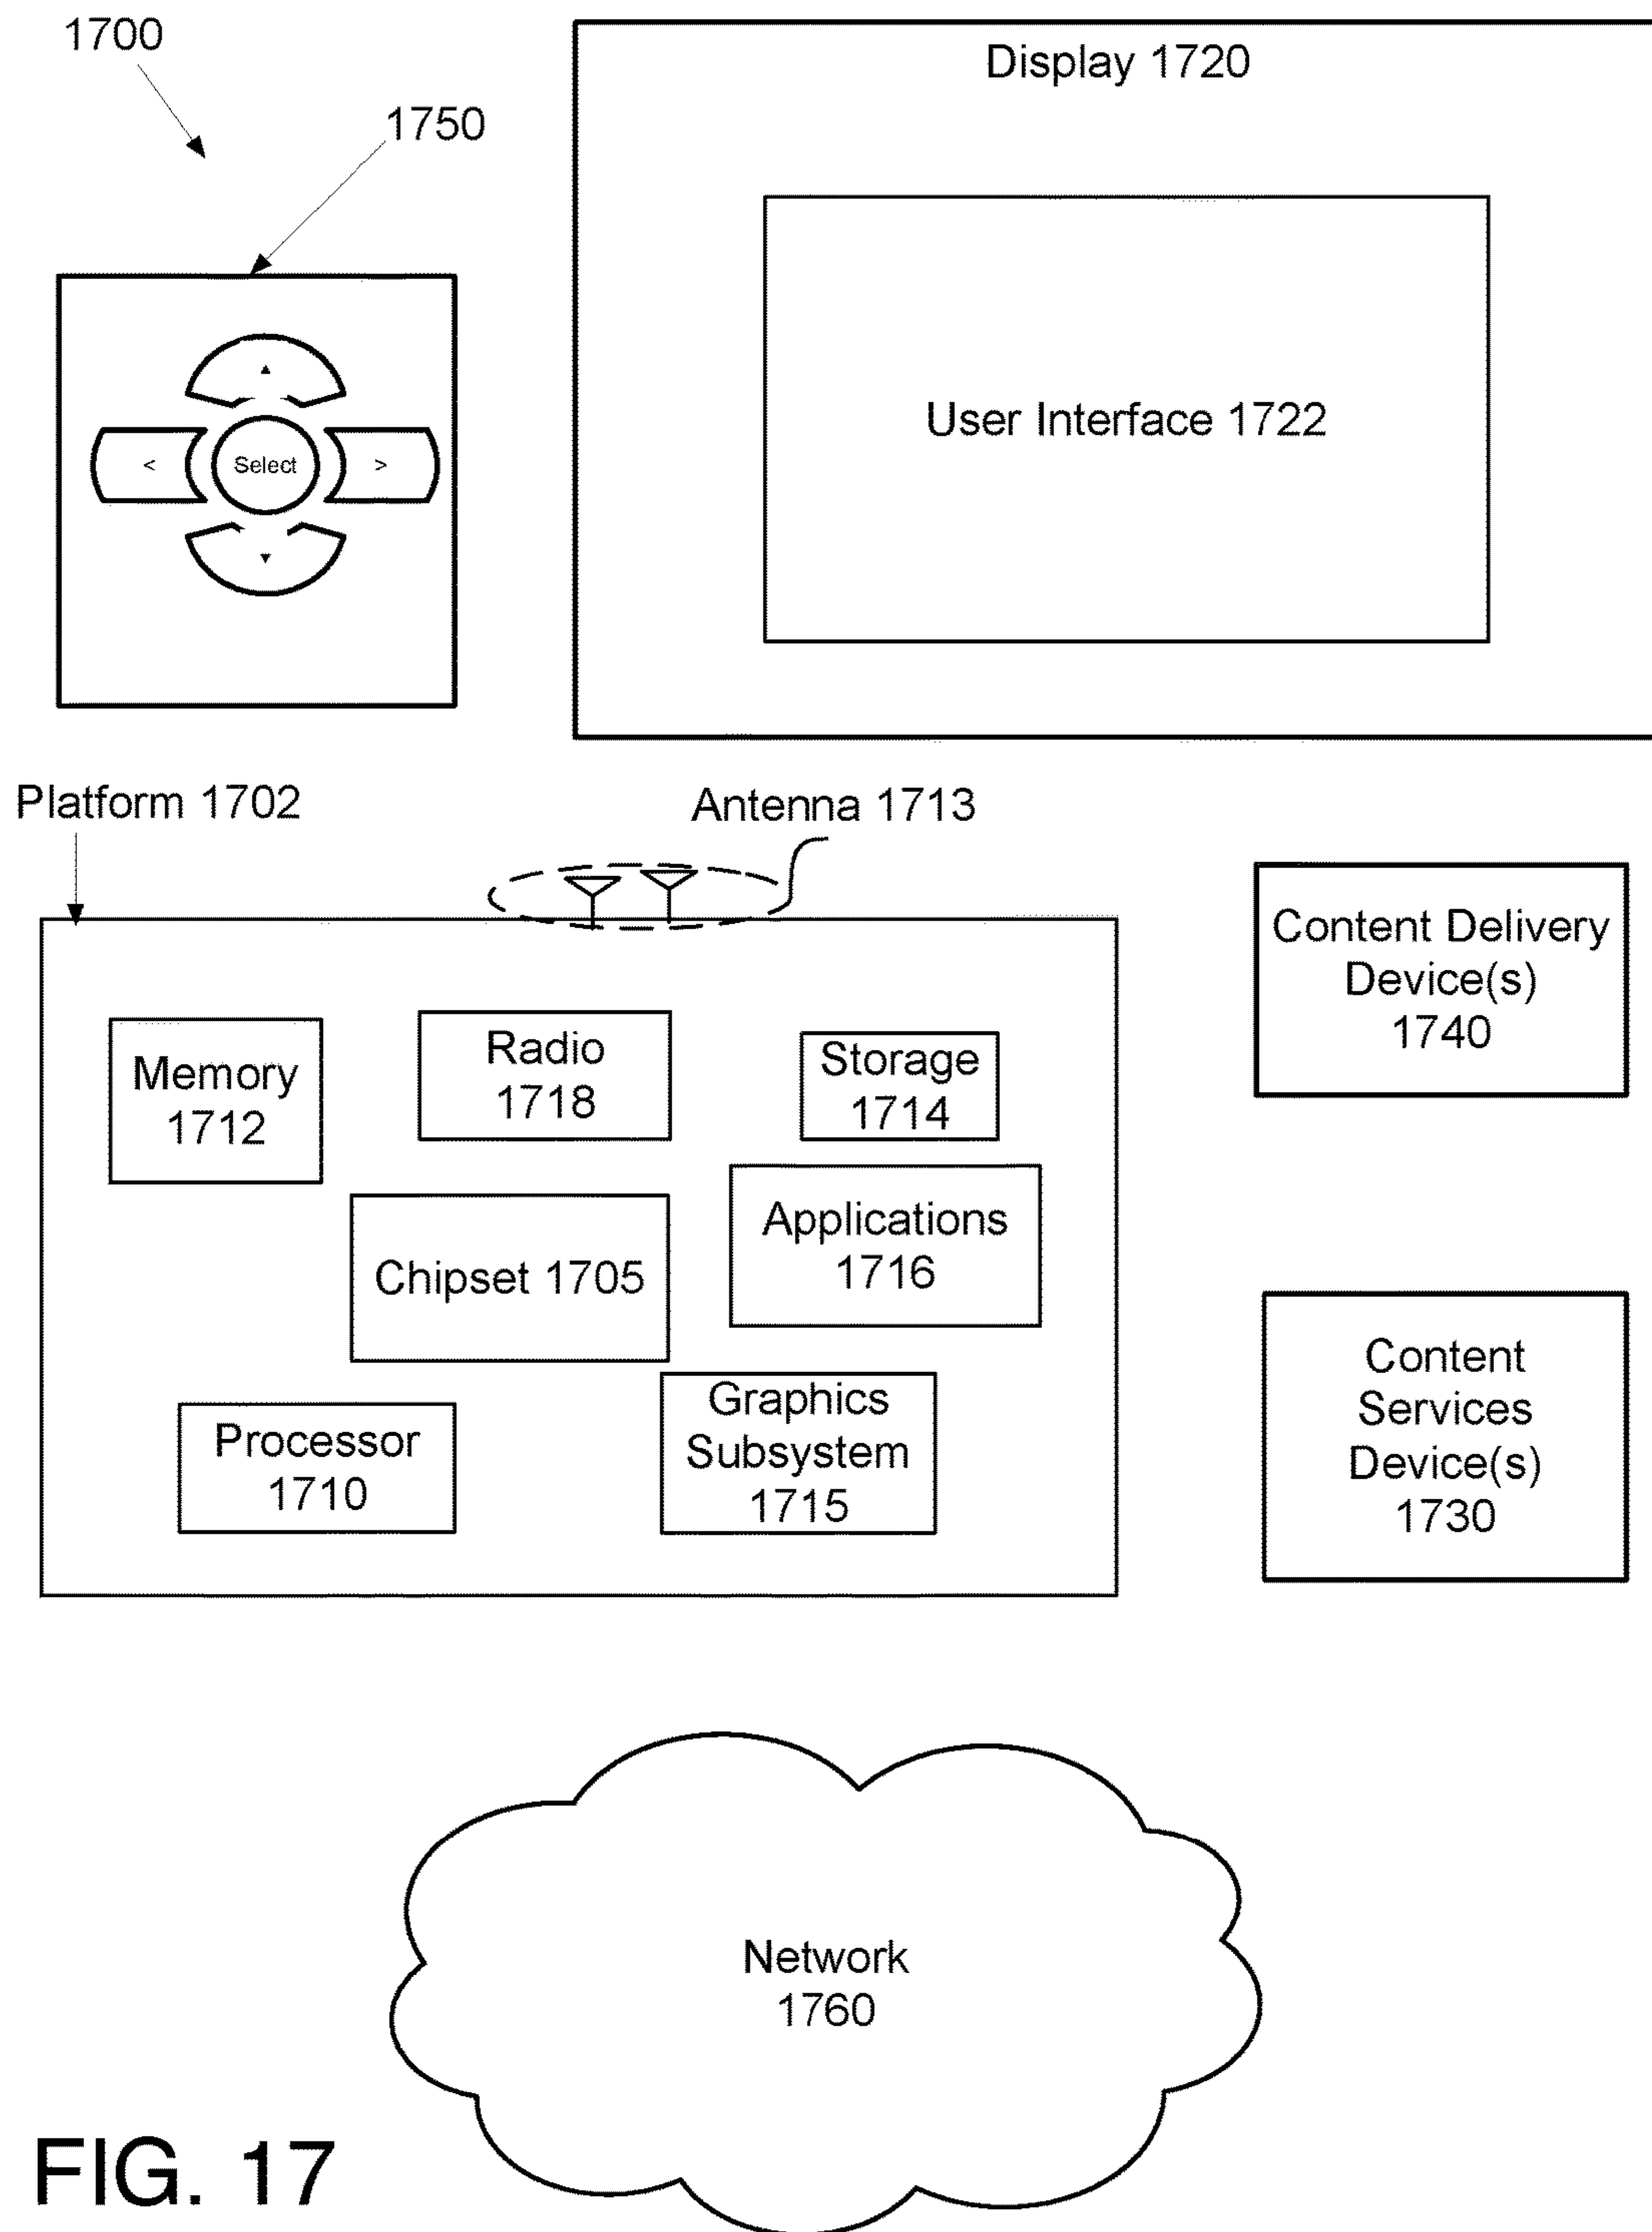 1700
1750
Display 1720
User Interface 1722
<
Select
>
Platform 1702
Antenna 1713
Memory
1712
Radio
1718
Storage
1714
Chipset 1705
Applications
1716
Processor
1710
Graphics
Subsystem
1715
Content Delivery
Device(s)
1740
Content
Services
Device(s)
1730
Network
1760
FIG. 17